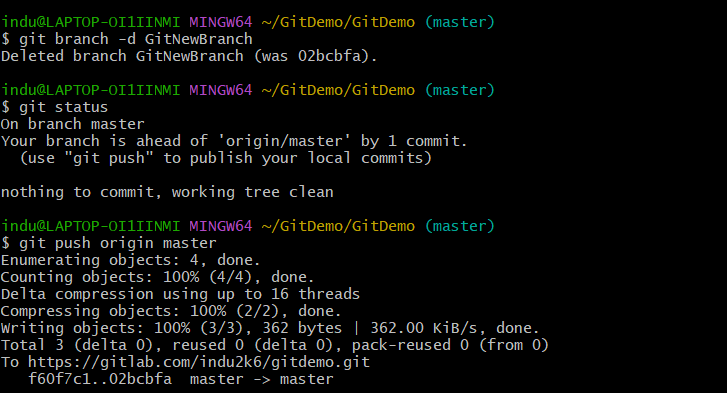 indu@LAPTOP-OI1IINMI MINGW64 ~/GitDemo/GitDemo (master)
$ git branch -d GitNewBranch
Deleted branch GitNewBranch (was 02bcbfa).
indu@LAPTOP-OI1IINMI MINGW64 ~/GitDemo/GitDemo (master)
$ git status
On branch master
Your branch is ahead of 'origin/master' by 1 commit.
  (use "git push" to publish your local commits)
nothing to commit, working tree clean
indu@LAPTOP-OI1IINMI MINGW64 ~/GitDemo/GitDemo (master)
$ git push origin master
Enumerating objects: 4, done.
Counting objects: 100% (4/4), done.
Delta compression using up to 16 threads
Compressing objects: 100% (2/2), done.
Writing objects: 100% (3/3), 362 bytes | 362.00 KiB/s, done.
Total 3 (delta 0), reused 0 (delta 0), pack-reused 0 (from 0)
To https://gitlab.com/indu2k6/gitdemo.git
   f60f7c1..02bcbfa  master -> master